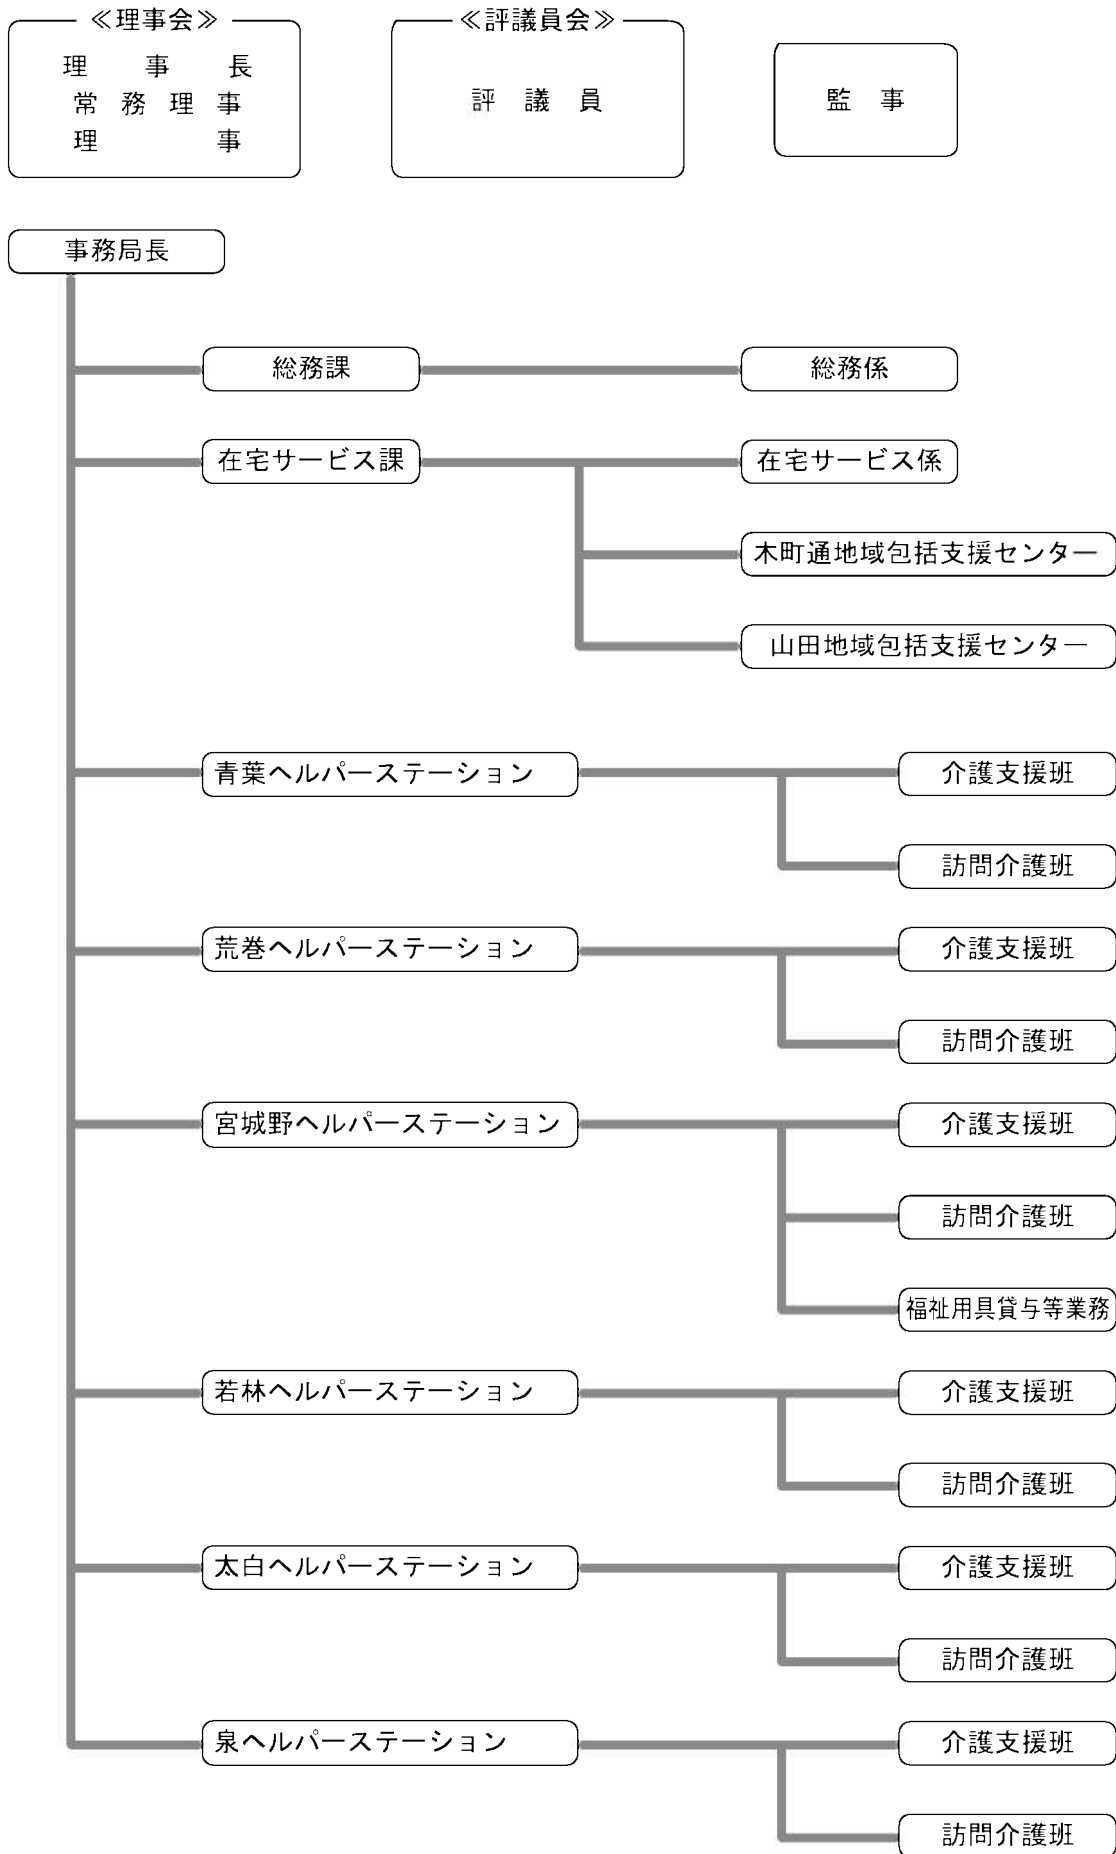 ≪理事会≫
理事長
常務理事
理事
≪評議員会≫
評議員
監事
事務局長
総務課
総務係
在宅サービス課
在宅サービス係
木町通地域包括支援センター
山田地域包括支援センター
青葉ヘルパーステーション
介護支援班
訪問介護班
荒巻ヘルパーステーション
介護支援班
訪問介護班
宮城野ヘルパーステーション
介護支援班
訪問介護班
福祉用具貸与等業務
若林ヘルパーステーション
介護支援班
訪問介護班
太白ヘルパーステーション
介護支援班
訪問介護班
泉ヘルパーステーション
介護支援班
訪問介護班